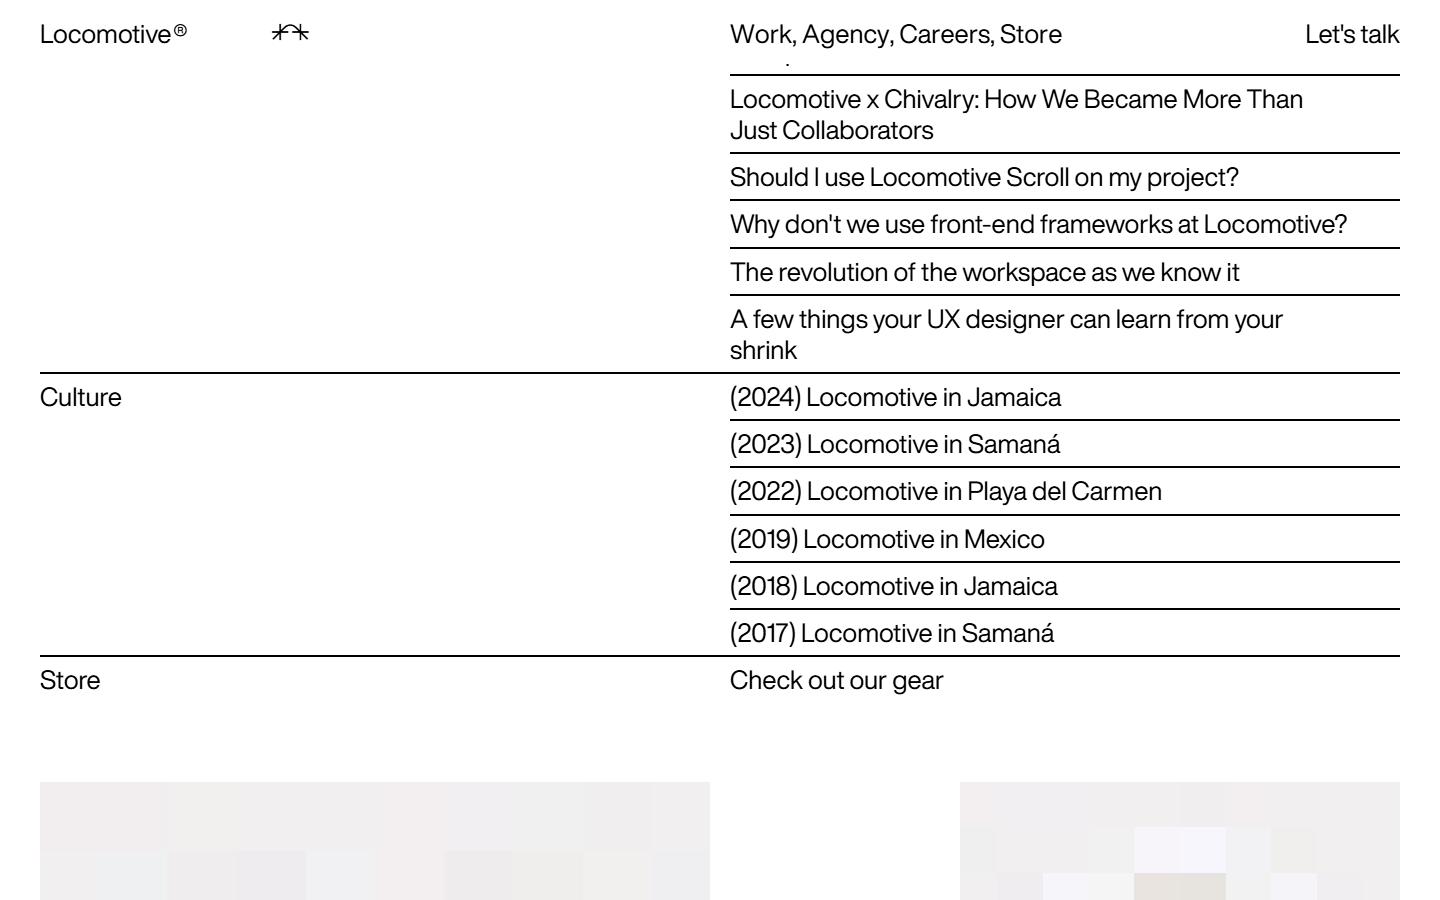 Locomotive®
Work, Agency, Careers, Store
Let's talk
Locomotive x Chivalry: How We Became More Than
Just Collaborators
Should I use Locomotive Scroll on my project?
Why don't we use front-end frameworks at Locomotive?
The revolution of the workspace as we know it
A few things your UX designer can learn from your
shrink
Culture
(2024) Locomotive in Jamaica
(2023) Locomotive in Samaná
(2022) Locomotive in Playa del Carmen
(2019) Locomotive in Mexico
(2018) Locomotive in Jamaica
(2017) Locomotive in Samaná
Store
Check out our gear